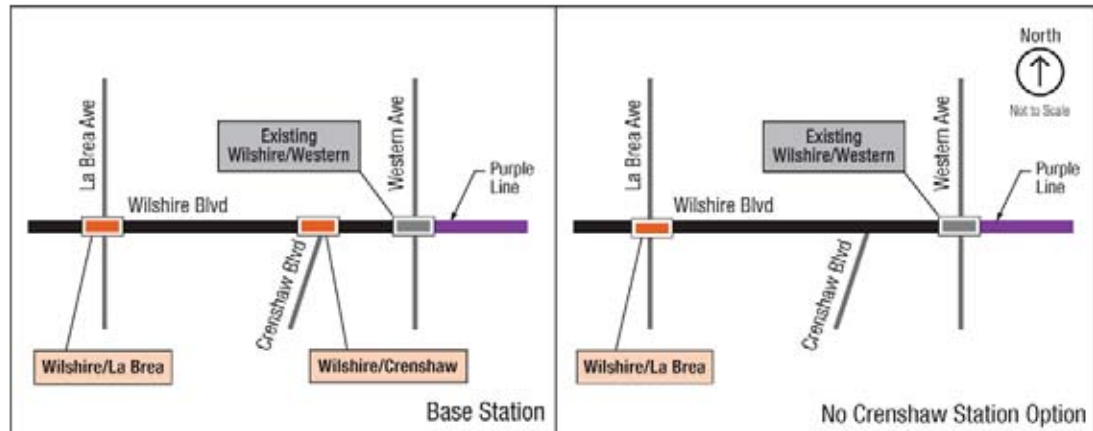 La Brea Ave
Existing
Wilshire/Western
Western Ave
Purple
Line
Wilshire Blvd
Crenshaw Blvd
Wilshire/La Brea
Wilshire/Crenshaw
Base Station
North
Not to Scale
La Brea Ave
Existing
Wilshire/Western
Western Ave
Purple
Line
Wilshire Blvd
Crenshaw Blvd
Wilshire/La Brea
No Crenshaw Station Option